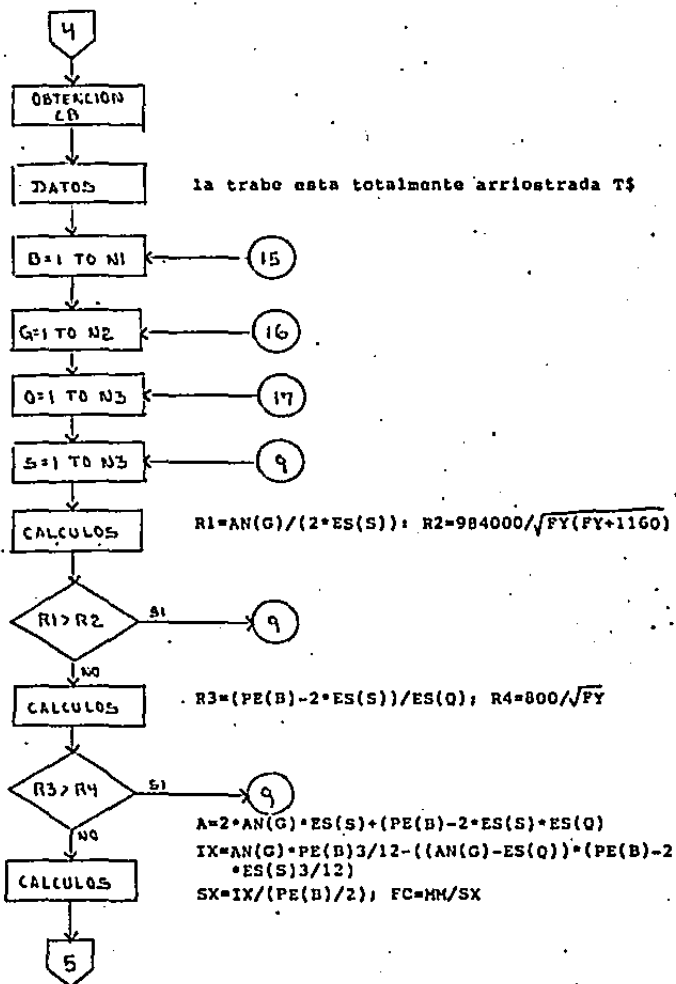 4
OBTENCION
LB
DATOS
la trabe esta totalmente arriostrada T$
B=1 TO N1
15
G=1 TO N2
16
Q=1 TO N3
17
S=1 TO N3
9
CALCULOS
R1=AN(G)/(2*ES(S)); R2=984000/√FY(FY+1160)
R1>R2
SI
9
NO
CALCULOS
R3=(PE(B)-2*ES(S))/ES(Q); R4=800/√FY
R3>R4
SI
9
NO
A=2*AN(G)*ES(S)+(PE(B)-2*ES(S)*ES(Q)
IX=AN(G)*PE(B)3/12-((AN(G)-ES(Q))*(PE(B)-2
*ES(S)3/12)
CALCULOS
SX=IX/(PE(B)/2); FC=MM/SX
5